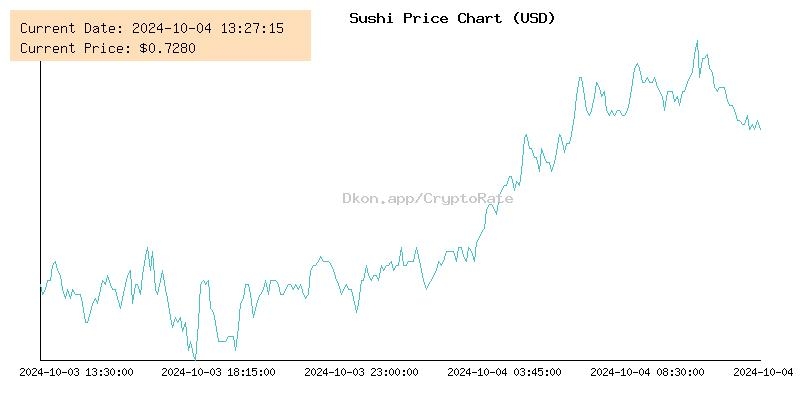 Sushi Price Chart (USD)
Current Date: 2024-10-04 13:27:15
Current Price: $0.7280
Dkon.app/CryptoRate
2024-10-03 13:30:00 2024-10-03 18:15:00 2024-10-03 23:00:00 2024-10-04 03:45:00 2024-10-04 08:30:00 2024-10-04